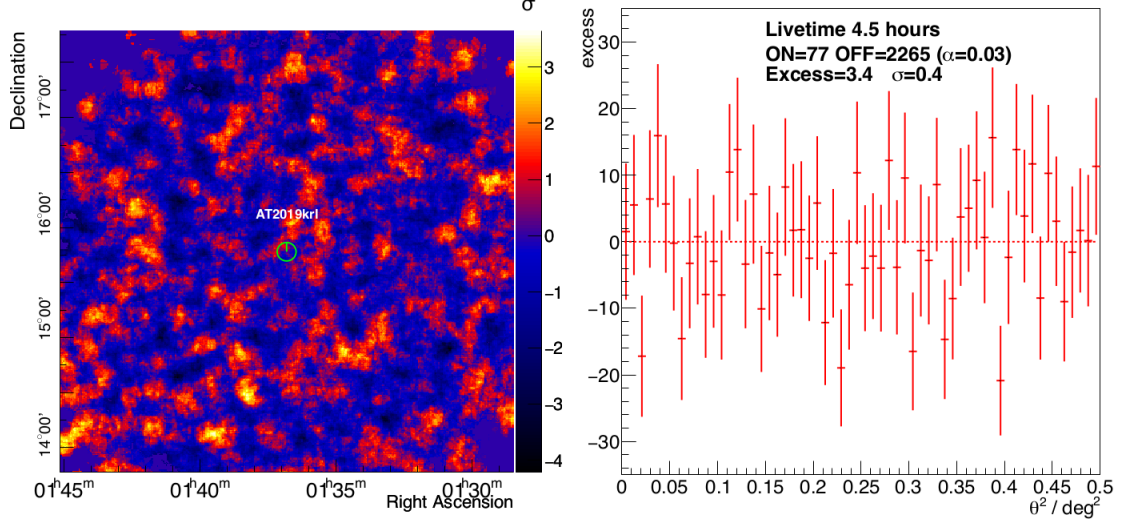 σ
Declination
17°00'
16°00'
15°00'
14°00'
AT2019krl
01ʰ45ᵐ
01ʰ40ᵐ
01ʰ35ᵐ
01ʰ30ᵐ
Right Ascension
3
2
1
0
−1
−2
−3
−4
excess
30
20
10
0
−10
−20
−30
Livetime 4.5 hours
ON=77 OFF=2265 (α=0.03)
Excess=3.4 σ=0.4
0 0.05 0.1 0.15 0.2 0.25 0.3 0.35 0.4 0.45 0.5
θ² / deg²